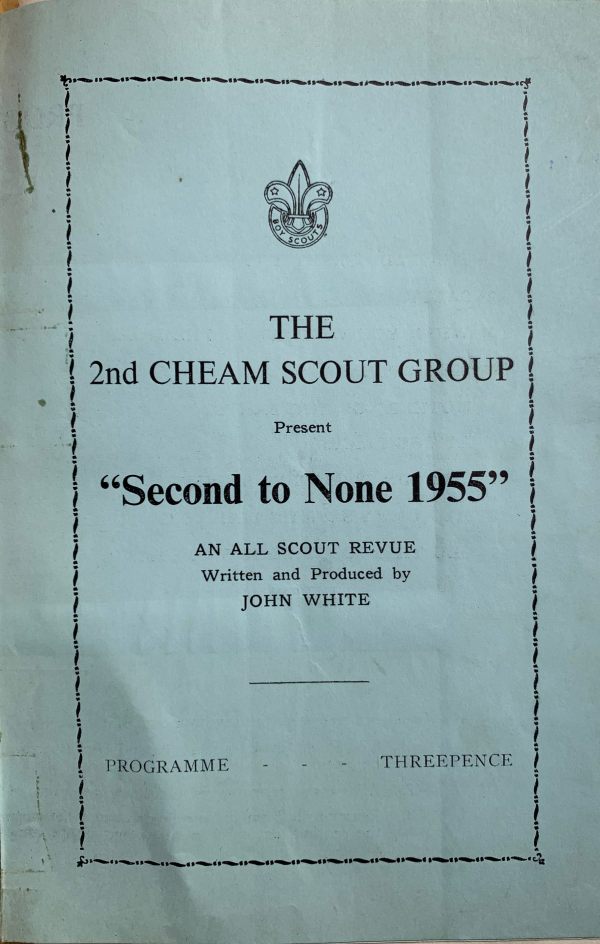 BOY SCOUTS
THE
2nd CHEAM SCOUT GROUP
Present
“Second to None 1955”
AN ALL SCOUT REVUE
Written and Produced by
JOHN WHITE
PROGRAMME - - - THREEPENCE